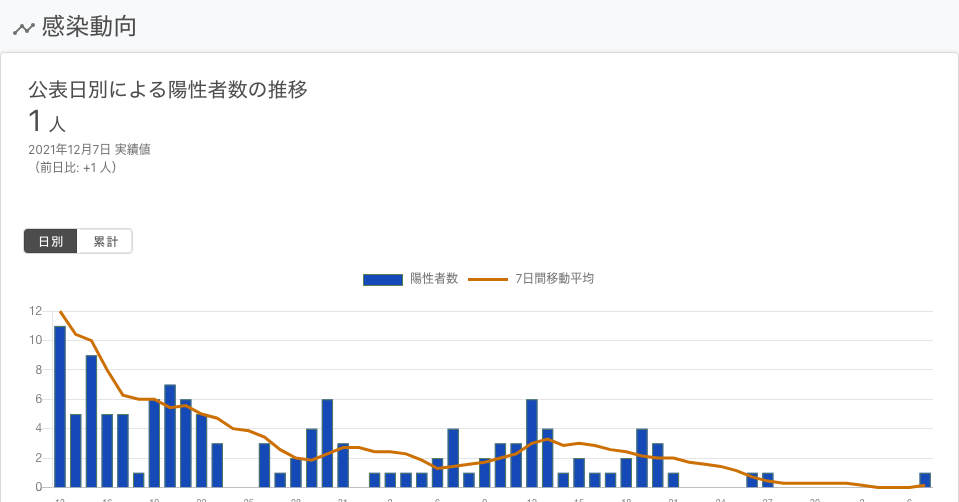 感染動向
公表日別による陽性者数の推移
1 人
2021年12月7日 実績値
（前日比: +1 人）
日別 累計
陽性者数 7日間移動平均
12
10
8
6
4
2
0